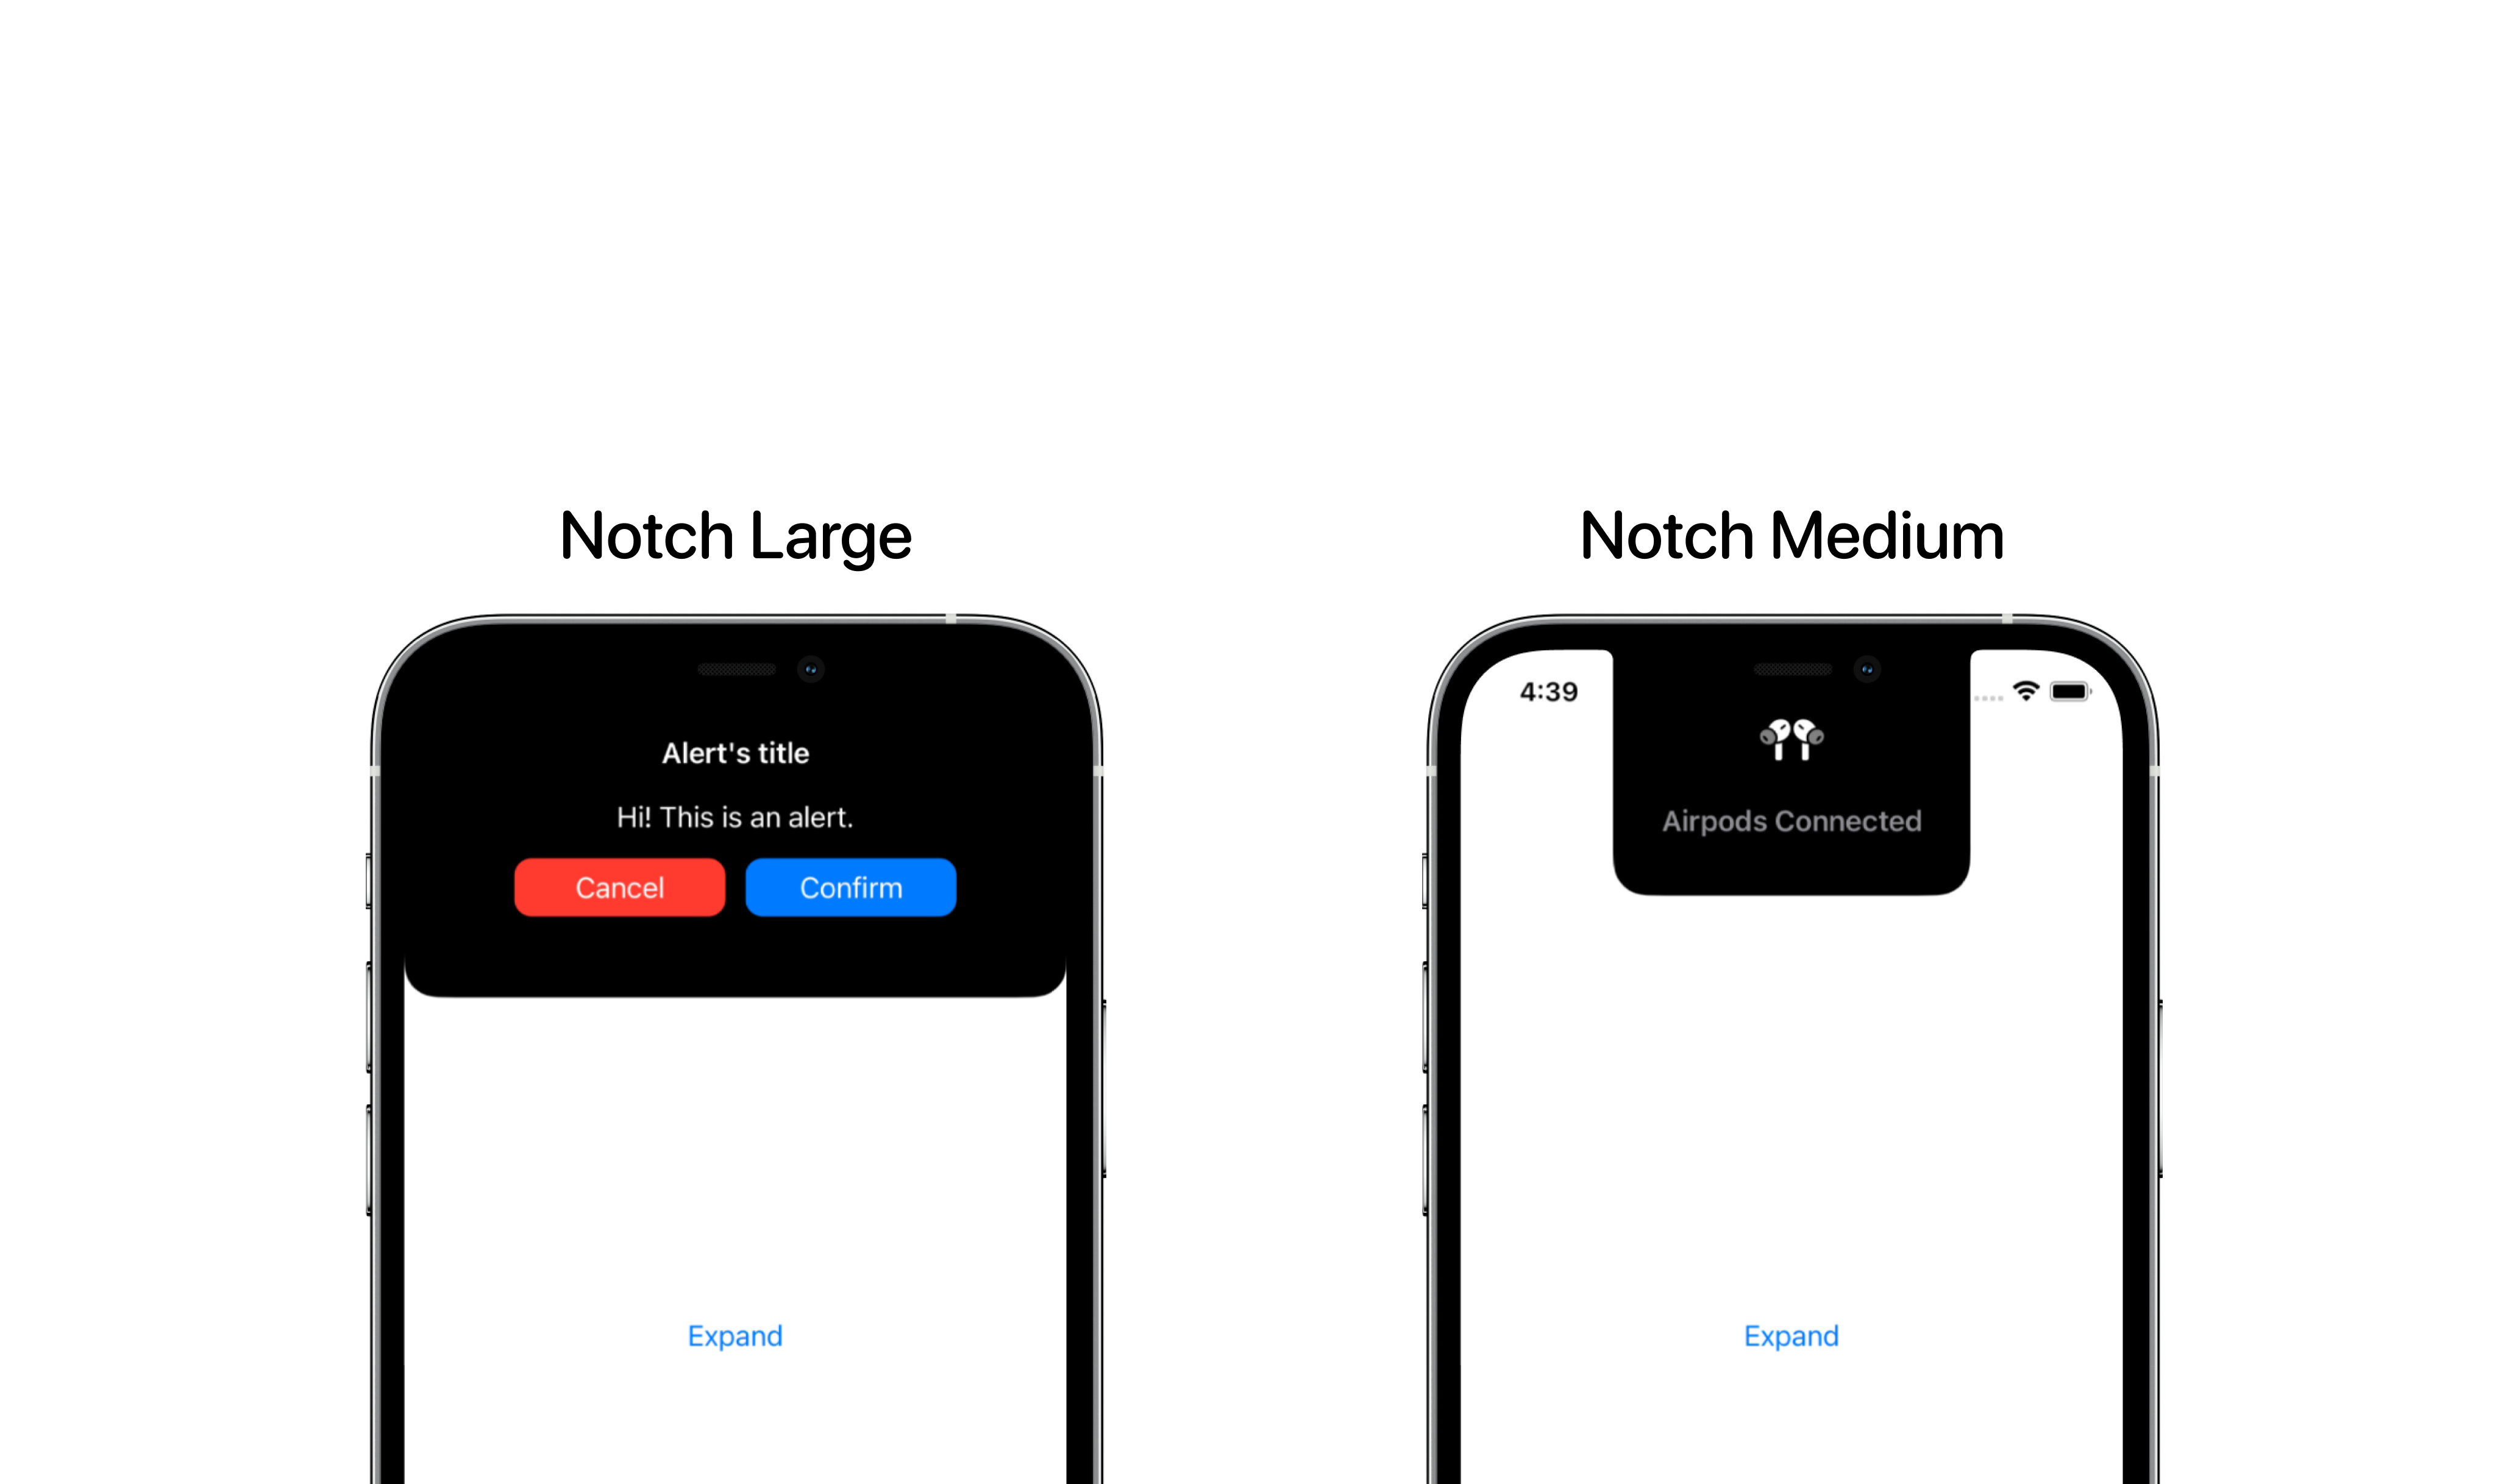 Notch Large
Alert's title
Hi! This is an alert.
Cancel
Confirm
Expand
Notch Medium
4:39
Airpods Connected
Expand